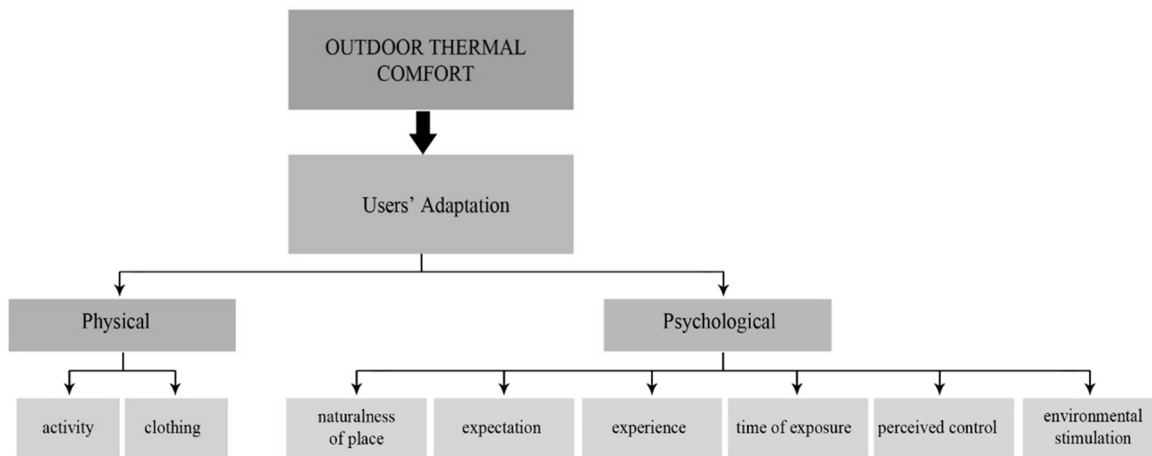 OUTDOOR THERMAL
COMFORT
Users’ Adaptation
Physical
Psychological
activity
clothing
naturalness
of place
expectation
experience
time of exposure
perceived control
environmental
stimulation